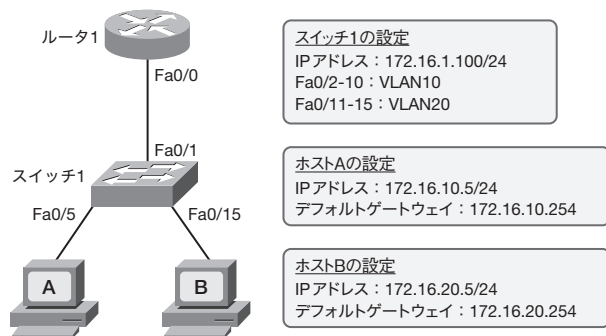 ルータ1
Fa0/0
Fa0/1
スイッチ1
Fa0/5
Fa0/15
A
B
スイッチ1の設定
IPアドレス：172.16.1.100/24
Fa0/2-10：VLAN10
Fa0/11-15：VLAN20
ホストAの設定
IPアドレス：172.16.10.5/24
デフォルトゲートウェイ：172.16.10.254
ホストBの設定
IPアドレス：172.16.20.5/24
デフォルトゲートウェイ：172.16.20.254